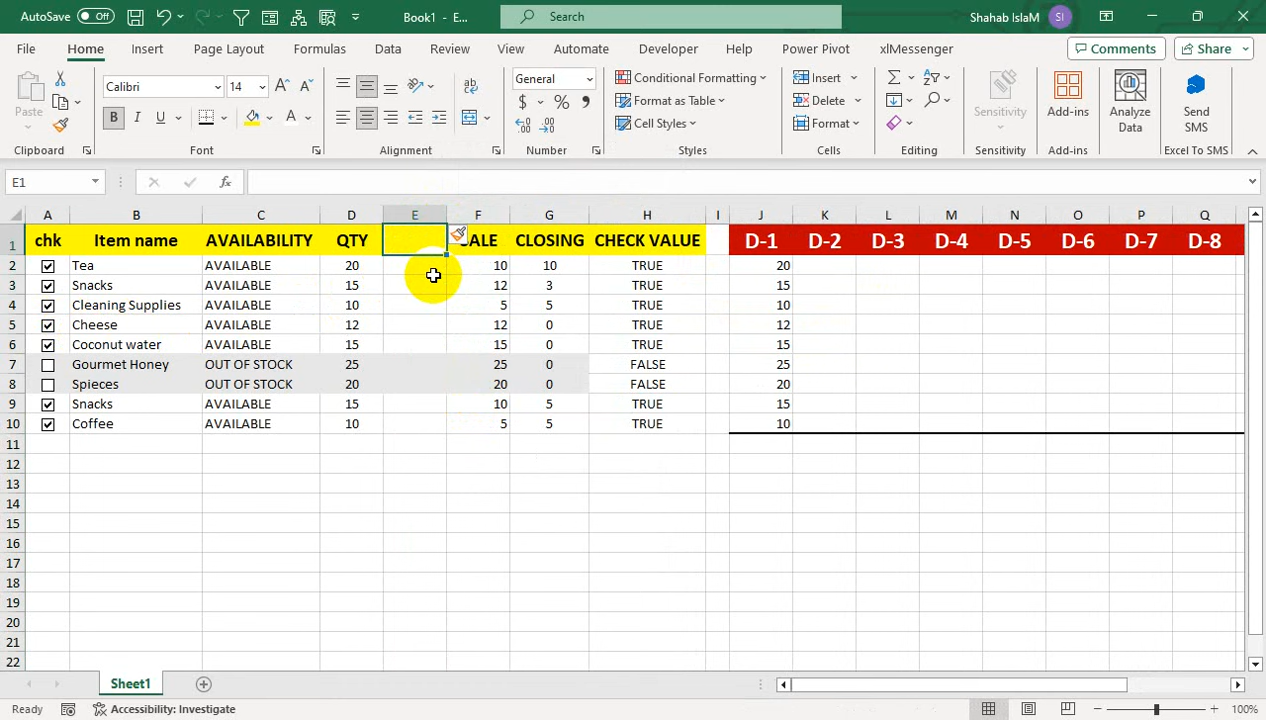 AutoSave Off Book1 - E... Search Shahab IslaM SI
File Home Insert Page Layout Formulas Data Review View Automate Developer Help Power Pivot xlMessenger Comments Share
Paste Calibri 14 General Conditional Formatting Format as Table Cell Styles Insert Delete Format Sensitivity Add-ins Analyze Data Send SMS
Clipboard Font Alignment Number Styles Cells Editing Sensitivity Add-ins Excel To SMS
E1 fx
A B C D E F G H I J K L M N O P Q
1 chk Item name AVAILABILITY QTY SALE CLOSING CHECK VALUE D-1 D-2 D-3 D-4 D-5 D-6 D-7 D-8
2 Tea AVAILABLE 20 10 10 TRUE 20
3 Snacks AVAILABLE 15 12 3 TRUE 15
4 Cleaning Supplies AVAILABLE 10 5 5 TRUE 10
5 Cheese AVAILABLE 12 12 0 TRUE 12
6 Coconut water AVAILABLE 15 15 0 TRUE 15
7 Gourmet Honey OUT OF STOCK 25 25 0 FALSE 25
8 Spieces OUT OF STOCK 20 20 0 FALSE 20
9 Snacks AVAILABLE 15 10 5 TRUE 15
10 Coffee AVAILABLE 10 5 5 TRUE 10
11
12
13
14
15
16
17
18
19
20
21
22
Sheet1
Ready Accessibility: Investigate 100%